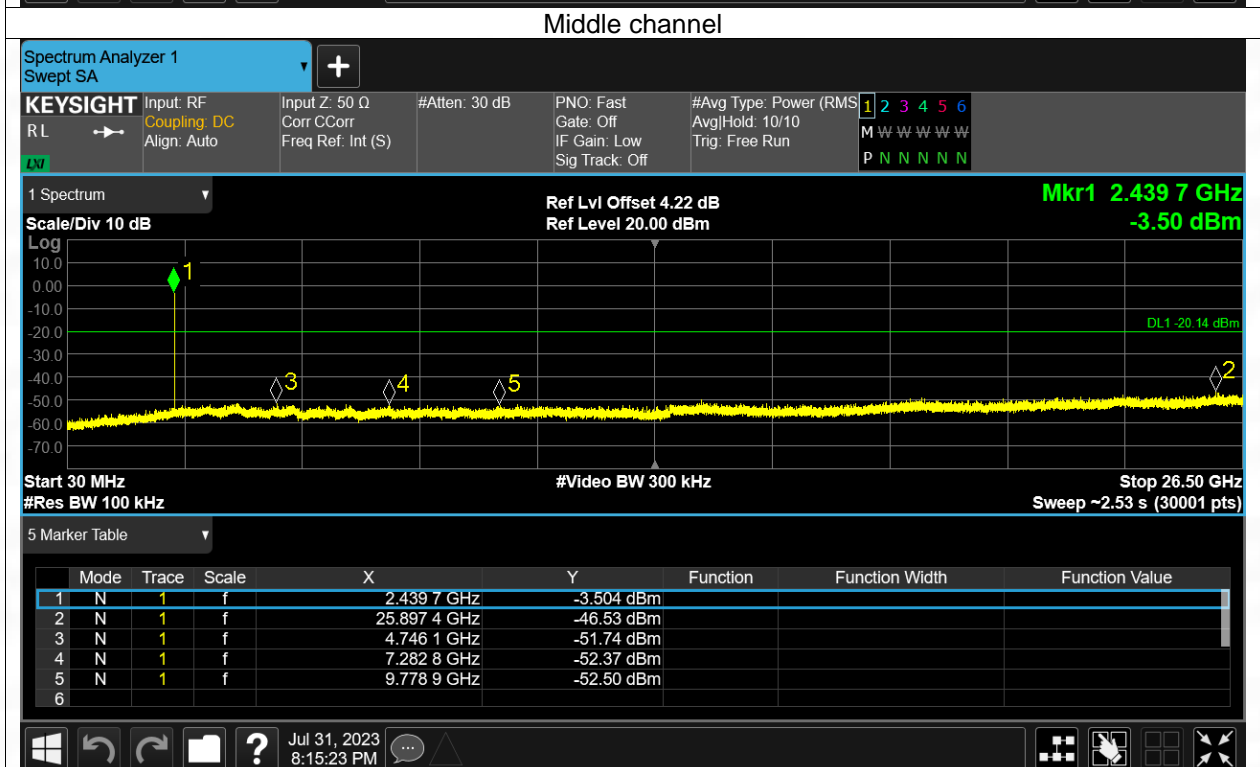 Middle channel
Spectrum Analyzer 1
Swept SA
KEYSIGHT
R L
LXI
Input: RF
Coupling: DC
Align: Auto
Input Z: 50 Ω
Corr CCorr
Freq Ref: Int (S)
#Atten: 30 dB
PNO: Fast
Gate: Off
IF Gain: Low
Sig Track: Off
#Avg Type: Power (RMS
Avg|Hold: 10/10
Trig: Free Run
1 2 3 4 5 6
M W W W W W
P N N N N N
1 Spectrum
Scale/Div 10 dB
Ref Lvl Offset 4.22 dB
Ref Level 20.00 dBm
Mkr1 2.439 7 GHz
-3.50 dBm
Log
10.0
0.00
-10.0
-20.0
-30.0
-40.0
-50.0
-60.0
-70.0
1
DL1 -20.14 dBm
3
4
5
2
Start 30 MHz
#Video BW 300 kHz
Stop 26.50 GHz
#Res BW 100 kHz
Sweep ~2.53 s (30001 pts)
5 Marker Table
Mode Trace Scale X Y Function Function Width Function Value
1 N 1 f 2.439 7 GHz -3.504 dBm
2 N 1 f 25.897 4 GHz -46.53 dBm
3 N 1 f 4.746 1 GHz -51.74 dBm
4 N 1 f 7.282 8 GHz -52.37 dBm
5 N 1 f 9.778 9 GHz -52.50 dBm
6
?
Jul 31, 2023
8:15:23 PM